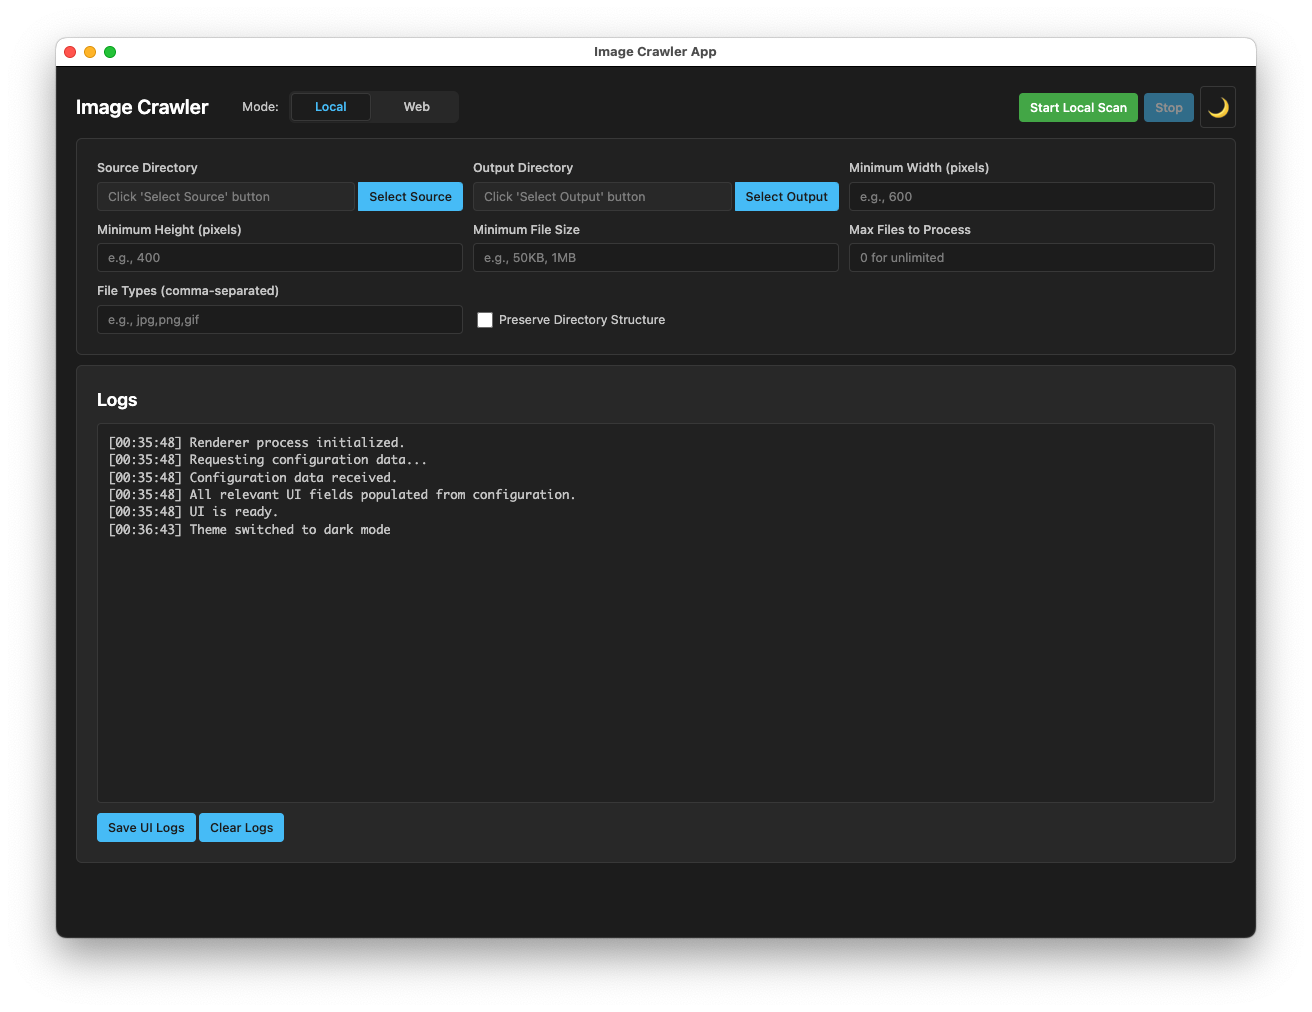 Image Crawler App
Image Crawler Mode: Local Web Start Local Scan Stop
Source Directory Output Directory Minimum Width (pixels)
Click 'Select Source' button Select Source Click 'Select Output' button Select Output e.g., 600
Minimum Height (pixels) Minimum File Size Max Files to Process
e.g., 400 e.g., 50KB, 1MB 0 for unlimited
File Types (comma-separated)
e.g., jpg,png,gif Preserve Directory Structure
Logs
[00:35:48] Renderer process initialized.
[00:35:48] Requesting configuration data...
[00:35:48] Configuration data received.
[00:35:48] All relevant UI fields populated from configuration.
[00:35:48] UI is ready.
[00:36:43] Theme switched to dark mode
Save UI Logs Clear Logs